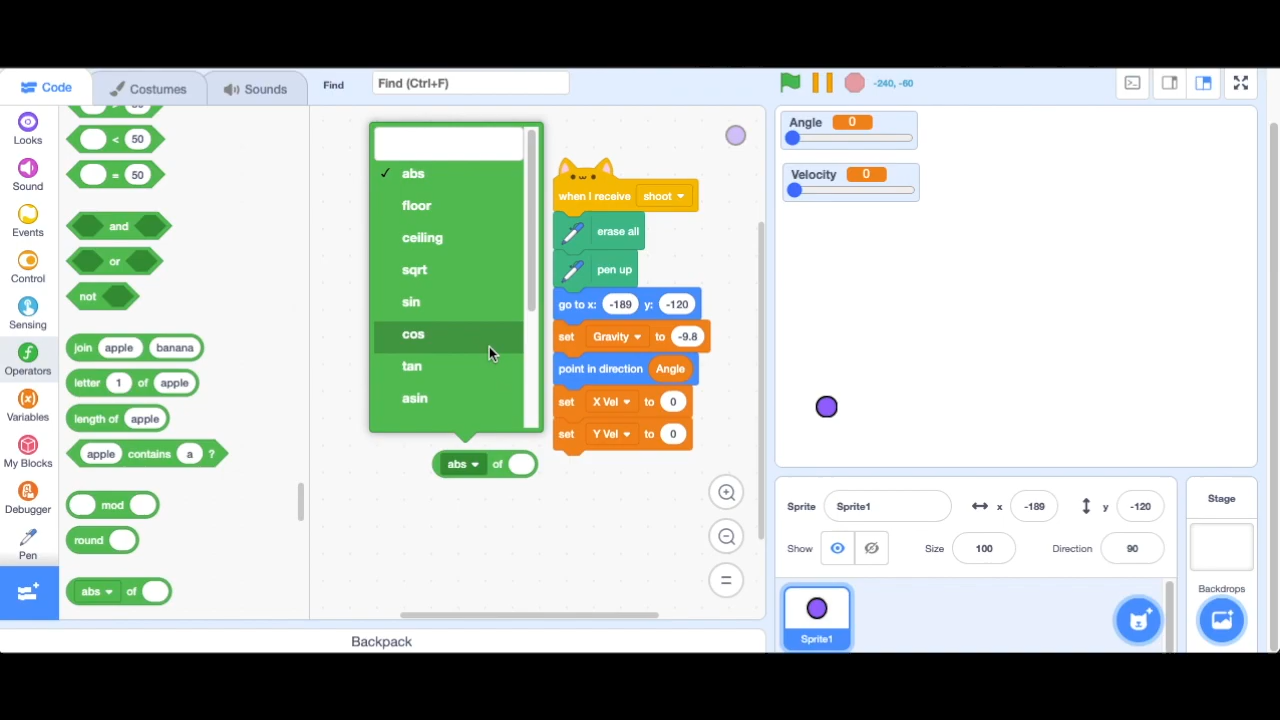 Code
Costumes
Sounds
Find
Find (Ctrl+F)
-240, -60
Looks
Sound
Events
Control
Sensing
Operators
Variables
My Blocks
Debugger
Pen
< 50
= 50
and
or
not
join apple banana
letter 1 of apple
length of apple
apple contains a ?
mod
round
abs of
✓ abs
floor
ceiling
sqrt
sin
cos
tan
asin
abs of
when I receive shoot
erase all
pen up
go to x: -189 y: -120
set Gravity to -9.8
point in direction Angle
set X Vel to 0
set Y Vel to 0
Backpack
Angle 0
Velocity 0
Sprite Sprite1 x -189 y -120
Show Size 100 Direction 90
Sprite1
Stage
Backdrops